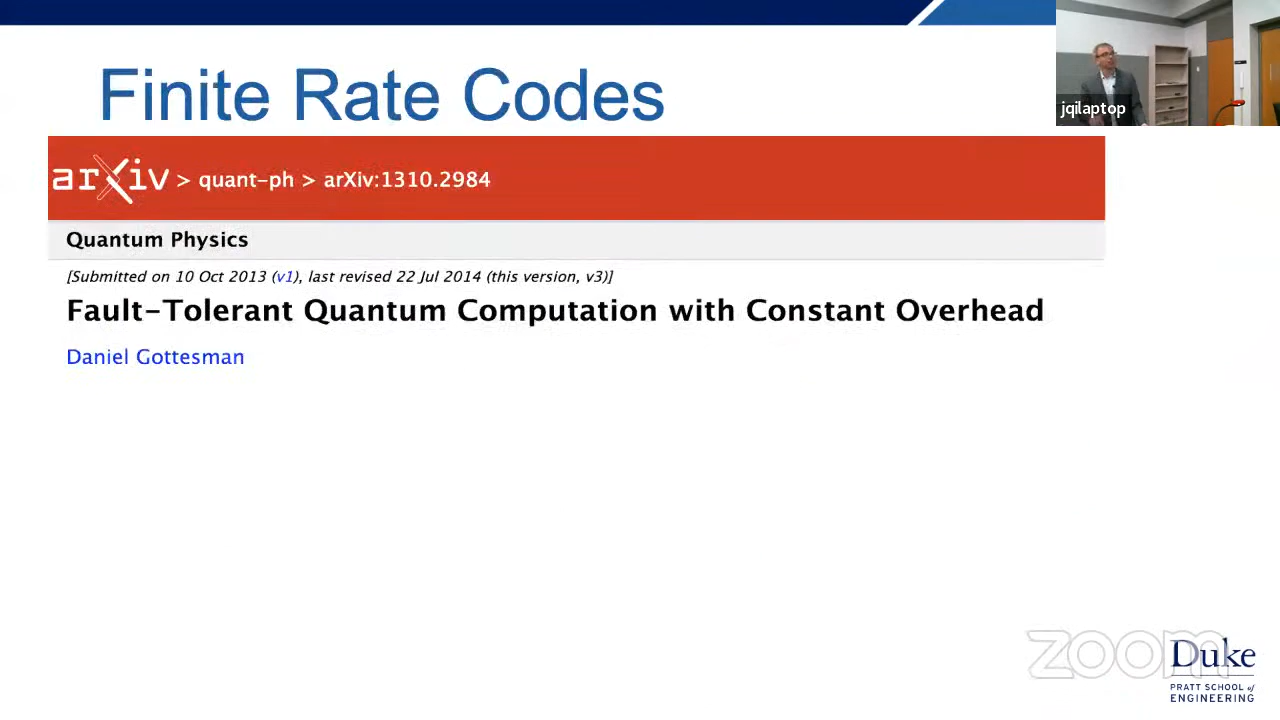 Finite Rate Codes
jqilaptop
arXiv > quant-ph > arXiv:1310.2984
Quantum Physics
[Submitted on 10 Oct 2013 (v1), last revised 22 Jul 2014 (this version, v3)]
Fault-Tolerant Quantum Computation with Constant Overhead
Daniel Gottesman
zoom
Duke
PRATT SCHOOL of
ENGINEERING